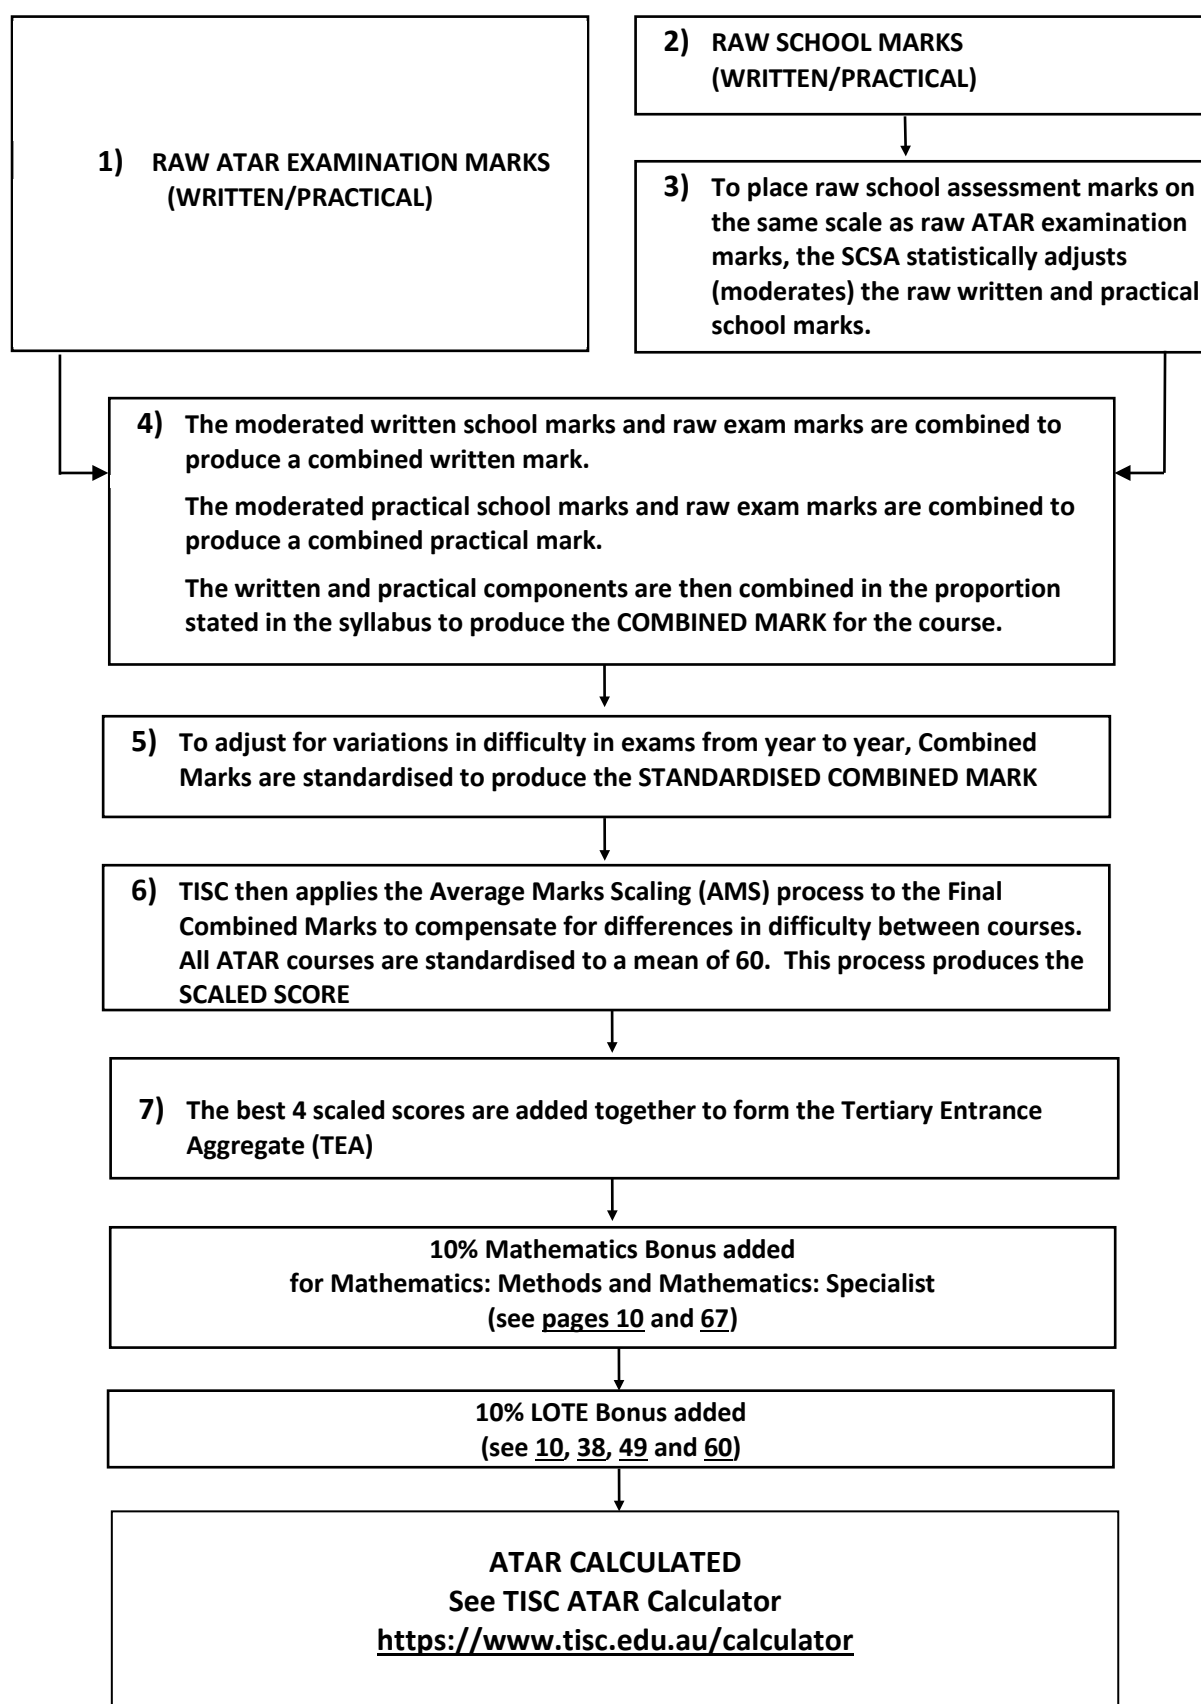 1) RAW ATAR EXAMINATION MARKS
(WRITTEN/PRACTICAL)
2) RAW SCHOOL MARKS
(WRITTEN/PRACTICAL)
3) To place raw school assessment marks on
the same scale as raw ATAR examination
marks, the SCSA statistically adjusts
(moderates) the raw written and practical
school marks.
4) The moderated written school marks and raw exam marks are combined to
produce a combined written mark.
The moderated practical school marks and raw exam marks are combined to
produce a combined practical mark.
The written and practical components are then combined in the proportion
stated in the syllabus to produce the COMBINED MARK for the course.
5) To adjust for variations in difficulty in exams from year to year, Combined
Marks are standardised to produce the STANDARDISED COMBINED MARK
6) TISC then applies the Average Marks Scaling (AMS) process to the Final
Combined Marks to compensate for differences in difficulty between courses.
All ATAR courses are standardised to a mean of 60.  This process produces the
SCALED SCORE
7) The best 4 scaled scores are added together to form the Tertiary Entrance
Aggregate (TEA)
10% Mathematics Bonus added
for Mathematics: Methods and Mathematics: Specialist
(see pages 10 and 67)
10% LOTE Bonus added
(see 10, 38, 49 and 60)
ATAR CALCULATED
See TISC ATAR Calculator
https://www.tisc.edu.au/calculator